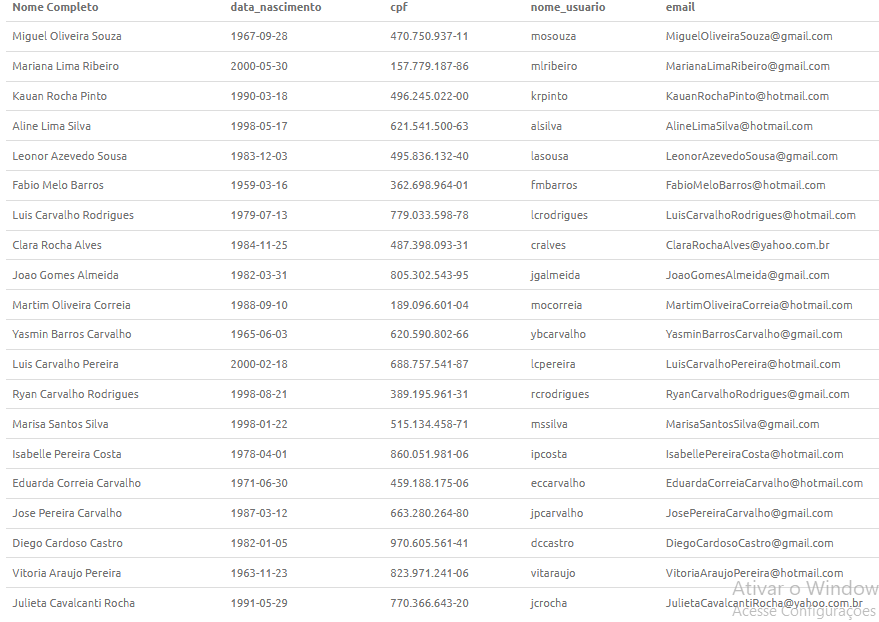 Nome Completo data_nascimento cpf nome_usuario email
Miguel Oliveira Souza 1967-09-28 470.750.937-11 mosouza MiguelOliveiraSouza@gmail.com
Mariana Lima Ribeiro 2000-05-30 157.779.187-86 mlribeiro MarianaLimaRibeiro@gmail.com
Kauan Rocha Pinto 1990-03-18 496.245.022-00 krpinto KauanRochaPinto@hotmail.com
Aline Lima Silva 1998-05-17 621.541.500-63 alsilva AlineLimaSilva@hotmail.com
Leonor Azevedo Sousa 1983-12-03 495.836.132-40 lasousa LeonorAzevedoSousa@gmail.com
Fabio Melo Barros 1959-03-16 362.698.964-01 fmbarros FabioMeloBarros@hotmail.com
Luis Carvalho Rodrigues 1979-07-13 779.033.598-78 lcrodrigues LuisCarvalhoRodrigues@hotmail.com
Clara Rocha Alves 1984-11-25 487.398.093-31 cralves ClaraRochaAlves@yahoo.com.br
Joao Gomes Almeida 1982-03-31 805.302.543-95 jgalmeida JoaoGomesAlmeida@gmail.com
Martim Oliveira Correia 1988-09-10 189.096.601-04 mocorreia MartimOliveiraCorreia@hotmail.com
Yasmin Barros Carvalho 1965-06-03 620.590.802-66 ybcarvalho YasminBarrosCarvalho@gmail.com
Luis Carvalho Pereira 2000-02-18 688.757.541-87 lcpereira LuisCarvalhoPereira@hotmail.com
Ryan Carvalho Rodrigues 1998-08-21 389.195.961-31 rcrodrigues RyanCarvalhoRodrigues@gmail.com
Marisa Santos Silva 1998-01-22 515.134.458-71 mssilva MarisaSantosSilva@gmail.com
Isabelle Pereira Costa 1978-04-01 860.051.981-06 ipcosta IsabellePereiraCosta@hotmail.com
Eduarda Correia Carvalho 1971-06-30 459.188.175-06 eccarvalho EduardaCorreiaCarvalho@hotmail.com
Jose Pereira Carvalho 1987-03-12 663.280.264-80 jpcarvalho JosePereiraCarvalho@gmail.com
Diego Cardoso Castro 1982-01-05 970.605.561-41 dccastro DiegoCardosoCastro@gmail.com
Vitoria Araujo Pereira 1963-11-23 823.971.241-06 vitaraujo VitoriaAraujoPereira@hotmail.com
Ativar o Window
Julieta Cavalcanti Rocha 1991-05-29 770.366.643-20 jcrocha JulietaCavalcantiRocha@yahoo.com.br
Acesse Configurações